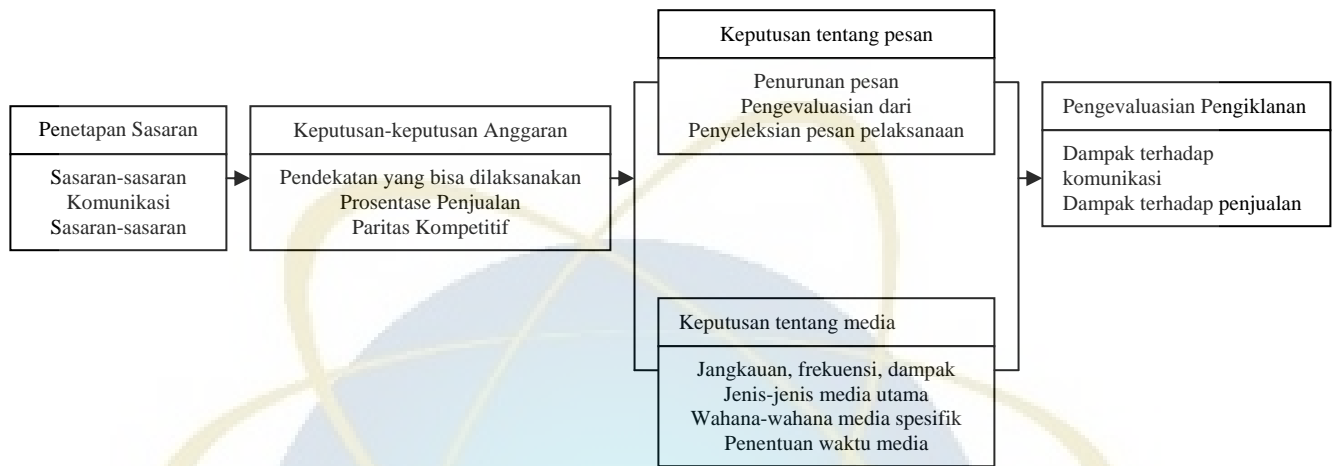 Penetapan Sasaran
Sasaran-sasaran
Komunikasi
Sasaran-sasaran
Keputusan-keputusan Anggaran
Pendekatan yang bisa dilaksanakan
Prosentase Penjualan
Paritas Kompetitif
Keputusan tentang pesan
Penurunan pesan
Pengevaluasian dari
Penyeleksian pesan pelaksanaan
Keputusan tentang media
Jangkauan, frekuensi, dampak
Jenis-jenis media utama
Wahana-wahana media spesifik
Penentuan waktu media
Pengevaluasian Pengiklanan
Dampak terhadap
komunikasi
Dampak terhadap penjualan